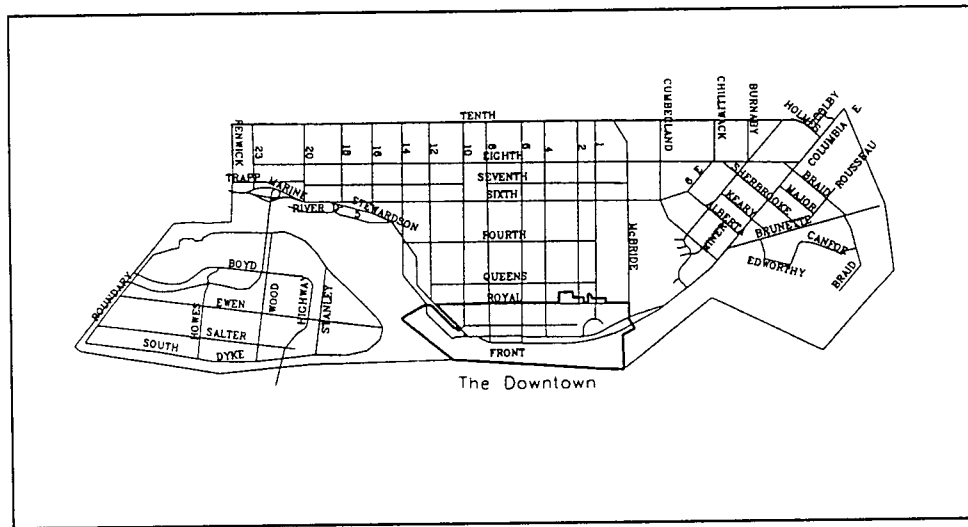 TENTH
RENWICK
23
20
18
16
14
12
10
8
6
4
2
1
EIGHTH
SEVENTH
SIXTH
CUMBERLAND
CHILLIWACK
BURNABY
HOLMES
COLUMBIA E
ROUSSEAU
TRAPP
MARINE
RIVER
STEWARDSON
6 E
SHERBROOKE
BRAID
MAJOR
KEARY
ALBERTA
BRUNETTE
CANFOR
EDWORTHY
BRAID
FOURTH
McBRIDE
QUEENS
ROYAL
BOUNDARY
BOYD
EWEN
HOWES
WOOD
HIGHWAY
STANLEY
SALTER
SOUTH DYKE
FRONT
The Downtown